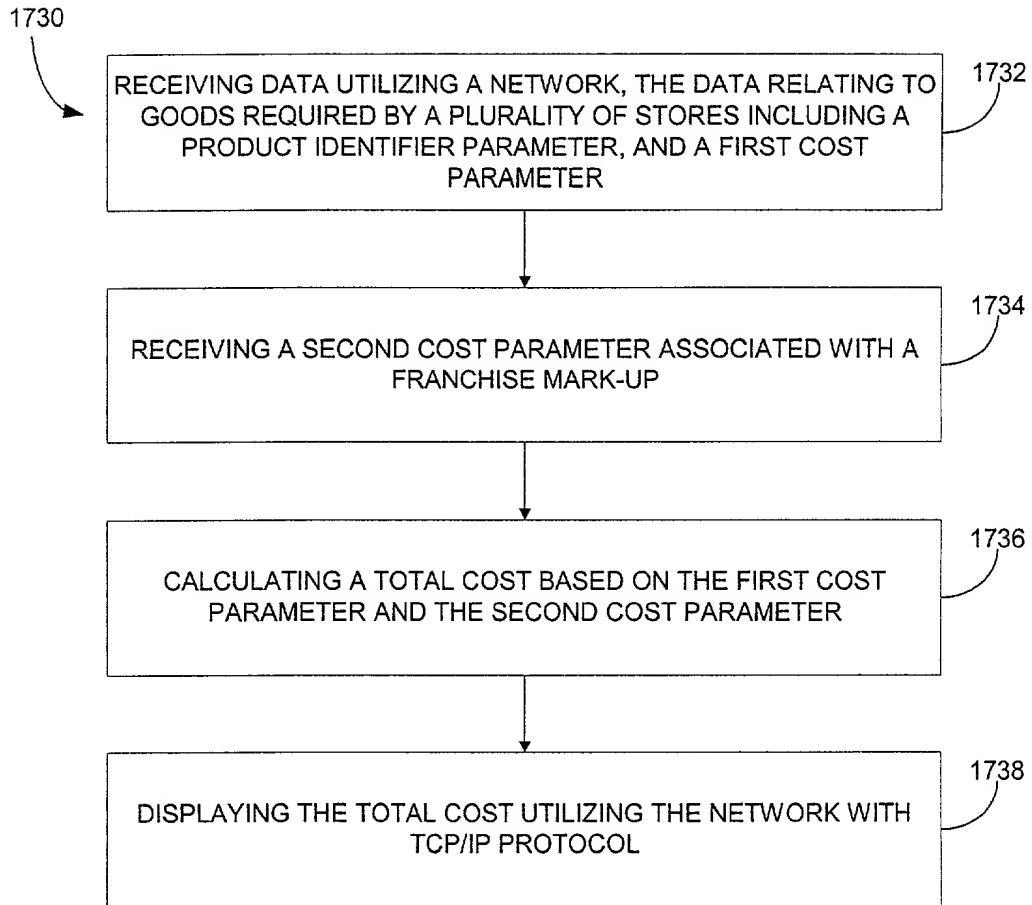 1730
RECEIVING DATA UTILIZING A NETWORK, THE DATA RELATING TO
GOODS REQUIRED BY A PLURALITY OF STORES INCLUDING A
PRODUCT IDENTIFIER PARAMETER, AND A FIRST COST
PARAMETER
1732
RECEIVING A SECOND COST PARAMETER ASSOCIATED WITH A
FRANCHISE MARK-UP
1734
CALCULATING A TOTAL COST BASED ON THE FIRST COST
PARAMETER AND THE SECOND COST PARAMETER
1736
DISPLAYING THE TOTAL COST UTILIZING THE NETWORK WITH
TCP/IP PROTOCOL
1738